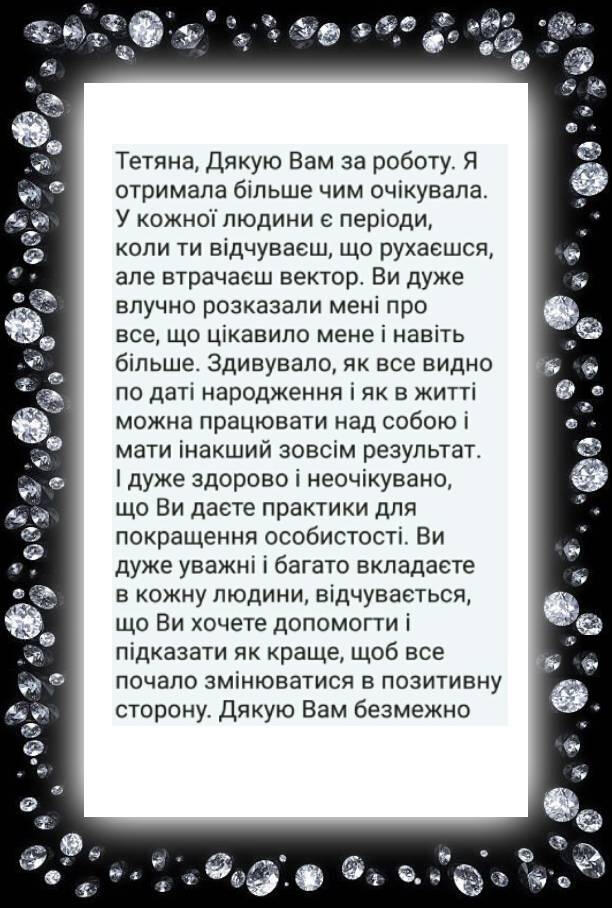 Тетяна, Дякую Вам за роботу. Я
отримала більше чим очікувала.
У кожної людини є періоди,
коли ти відчуваєш, що рухаєшся,
але втрачаєш вектор. Ви дуже
влучно розказали мені про
все, що цікавило мене і навіть
більше. Здивувало, як все видно
по даті народження і як в житті
можна працювати над собою і
мати інакший зовсім результат.
І дуже здорово і неочікувано,
що Ви даєте практики для
покращення особистості. Ви
дуже уважні і багато вкладаєте
в кожну людини, відчувається,
що Ви хочете допомогти і
підказати як краще, щоб все
почало змінюватися в позитивну
сторону. Дякую Вам безмежно